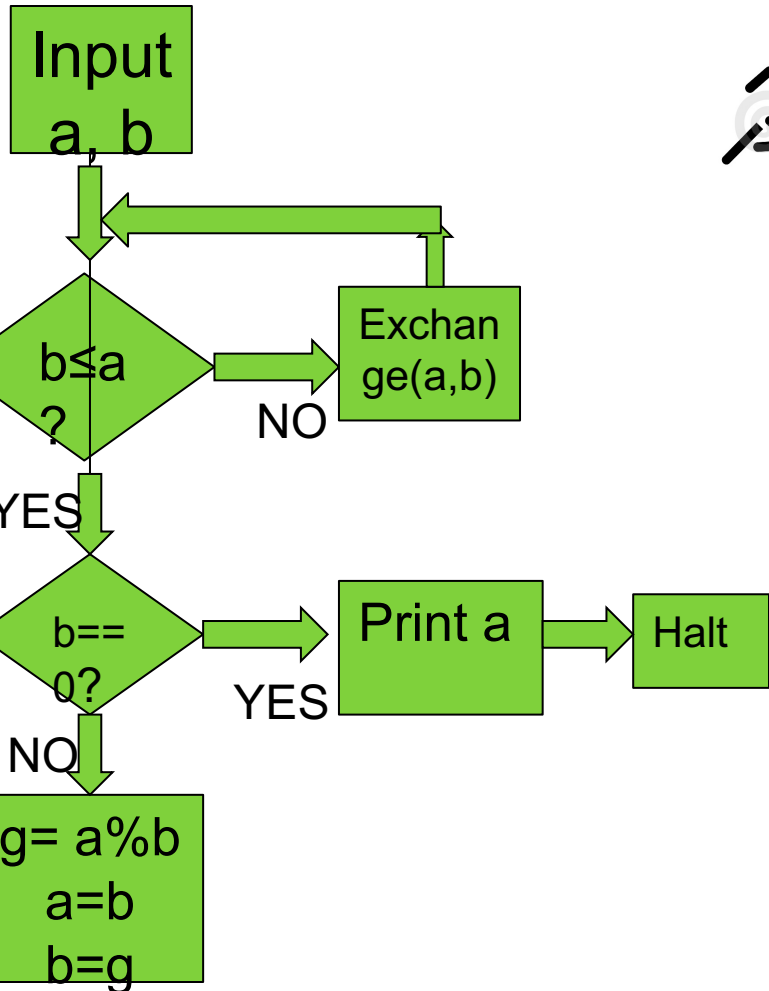 Input
a, b
b≤a
?
Exchan
ge(a,b)
NO
YES
b==
0?
Print a
Halt
YES
NO
g= a%b
a=b
b=g